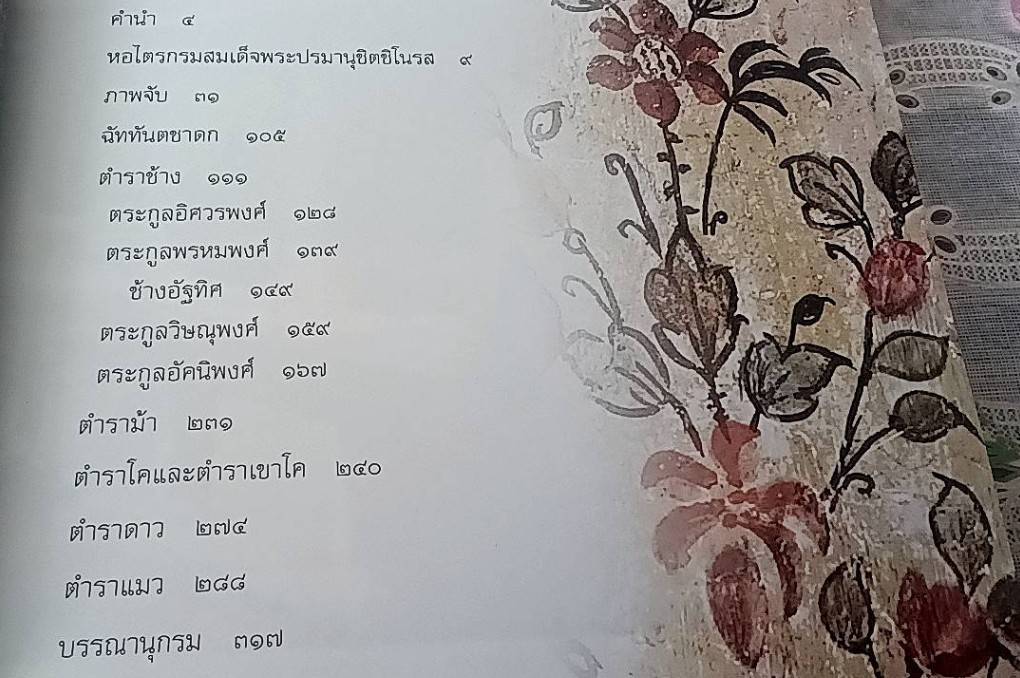 คำนำ ๔
หอไตรกรมสมเด็จพระปรมานุชิตชิโนรส ๙
ภาพจับ ๓๑
ฉัททันตชาดก ๑๐๕
ตำราช้าง ๑๑๑
ตระกูลอิศวรพงศ์ ๑๒๘
ตระกูลพรหมพงศ์ ๑๓๙
ช้างอัฐทิศ ๑๔๙
ตระกูลวิษณุพงศ์ ๑๕๙
ตระกูลอัคนิพงศ์ ๑๖๗
ตำราม้า ๒๓๑
ตำราโคและตำราเขาโค ๒๔๐
ตำราดาว ๒๗๔
ตำราแมว ๒๘๘
บรรณานุกรม ๓๑๗